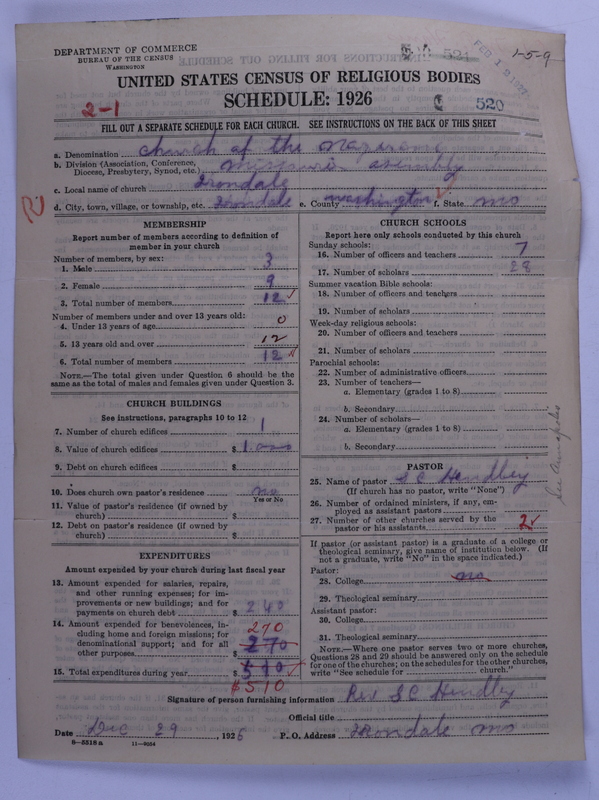 DEPARTMENT OF COMMERCE
BUREAU OF THE CENSUS
WASHINGTON
1-5-9
UNITED STATES CENSUS OF RELIGIOUS BODIES
SCHEDULE: 1926
2-1
520
FILL OUT A SEPARATE SCHEDULE FOR EACH CHURCH. SEE INSTRUCTIONS ON THE BACK OF THIS SHEET
a. Denomination Church of the Nazarene
b. Division (Association, Conference, Diocese, Presbytery, Synod, etc.) Missouri assembly
c. Local name of church Irondale
d. City, town, village, or township, etc. Irondale e. County Washington f. State Mo
MEMBERSHIP
Report number of members according to definition of
member in your church
Number of members, by sex:
1. Male 3
2. Female 9
3. Total number of members 12
Number of members under and over 13 years old:
4. Under 13 years of age 0
5. 13 years old and over 12
6. Total number of members 12
NOTE.—The total given under Question 6 should be the
same as the total of males and females given under Question 3.
CHURCH BUILDINGS
See instructions, paragraphs 10 to 12
7. Number of church edifices 1
8. Value of church edifices $
9. Debt on church edifices $
10. Does church own pastor's residence no
Yes or No
11. Value of pastor's residence (if owned by
church) $
12. Debt on pastor's residence (if owned by
church) $
EXPENDITURES
Amount expended by your church during last fiscal year
13. Amount expended for salaries, repairs,
and other running expenses; for im-
provements or new buildings; and for
payments on church debt $ 240
14. Amount expended for benevolences, in-
cluding home and foreign missions; for
denominational support; and for all
other purposes $ 270
270
15. Total expenditures during year $ 510
$510
CHURCH SCHOOLS
Report here only schools conducted by this church
Sunday schools:
16. Number of officers and teachers 7
17. Number of scholars 28
Summer vacation Bible schools:
18. Number of officers and teachers
19. Number of scholars
Week-day religious schools:
20. Number of officers and teachers
21. Number of scholars
Parochial schools:
22. Number of administrative officers
23. Number of teachers—
a. Elementary (grades 1 to 8)
b. Secondary
24. Number of scholars—
a. Elementary (grades 1 to 8)
b. Secondary
See Annapolis
PASTOR
25. Name of pastor S C Hendley
(If church has no pastor, write "None")
26. Number of ordained ministers, if any, em-
ployed as assistant pastors
27. Number of other churches served by the
pastor or his assistants 2
If pastor (or assistant pastor) is a graduate of a college or
theological seminary, give name of institution below. (If
not a graduate, write "No" in the space indicated.)
Pastor:
28. College no
29. Theological seminary
Assistant pastor:
30. College
31. Theological seminary
NOTE.—Where one pastor serves two or more churches,
Questions 28 and 29 should be answered only on the schedule
for one of the churches; on the schedules for the other churches,
write "See schedule for church."
Signature of person furnishing information Rev S C Hendley
Official title
Date Dec 29, 1926 P. O. Address Irondale Mo
8—5518 a 11—9054